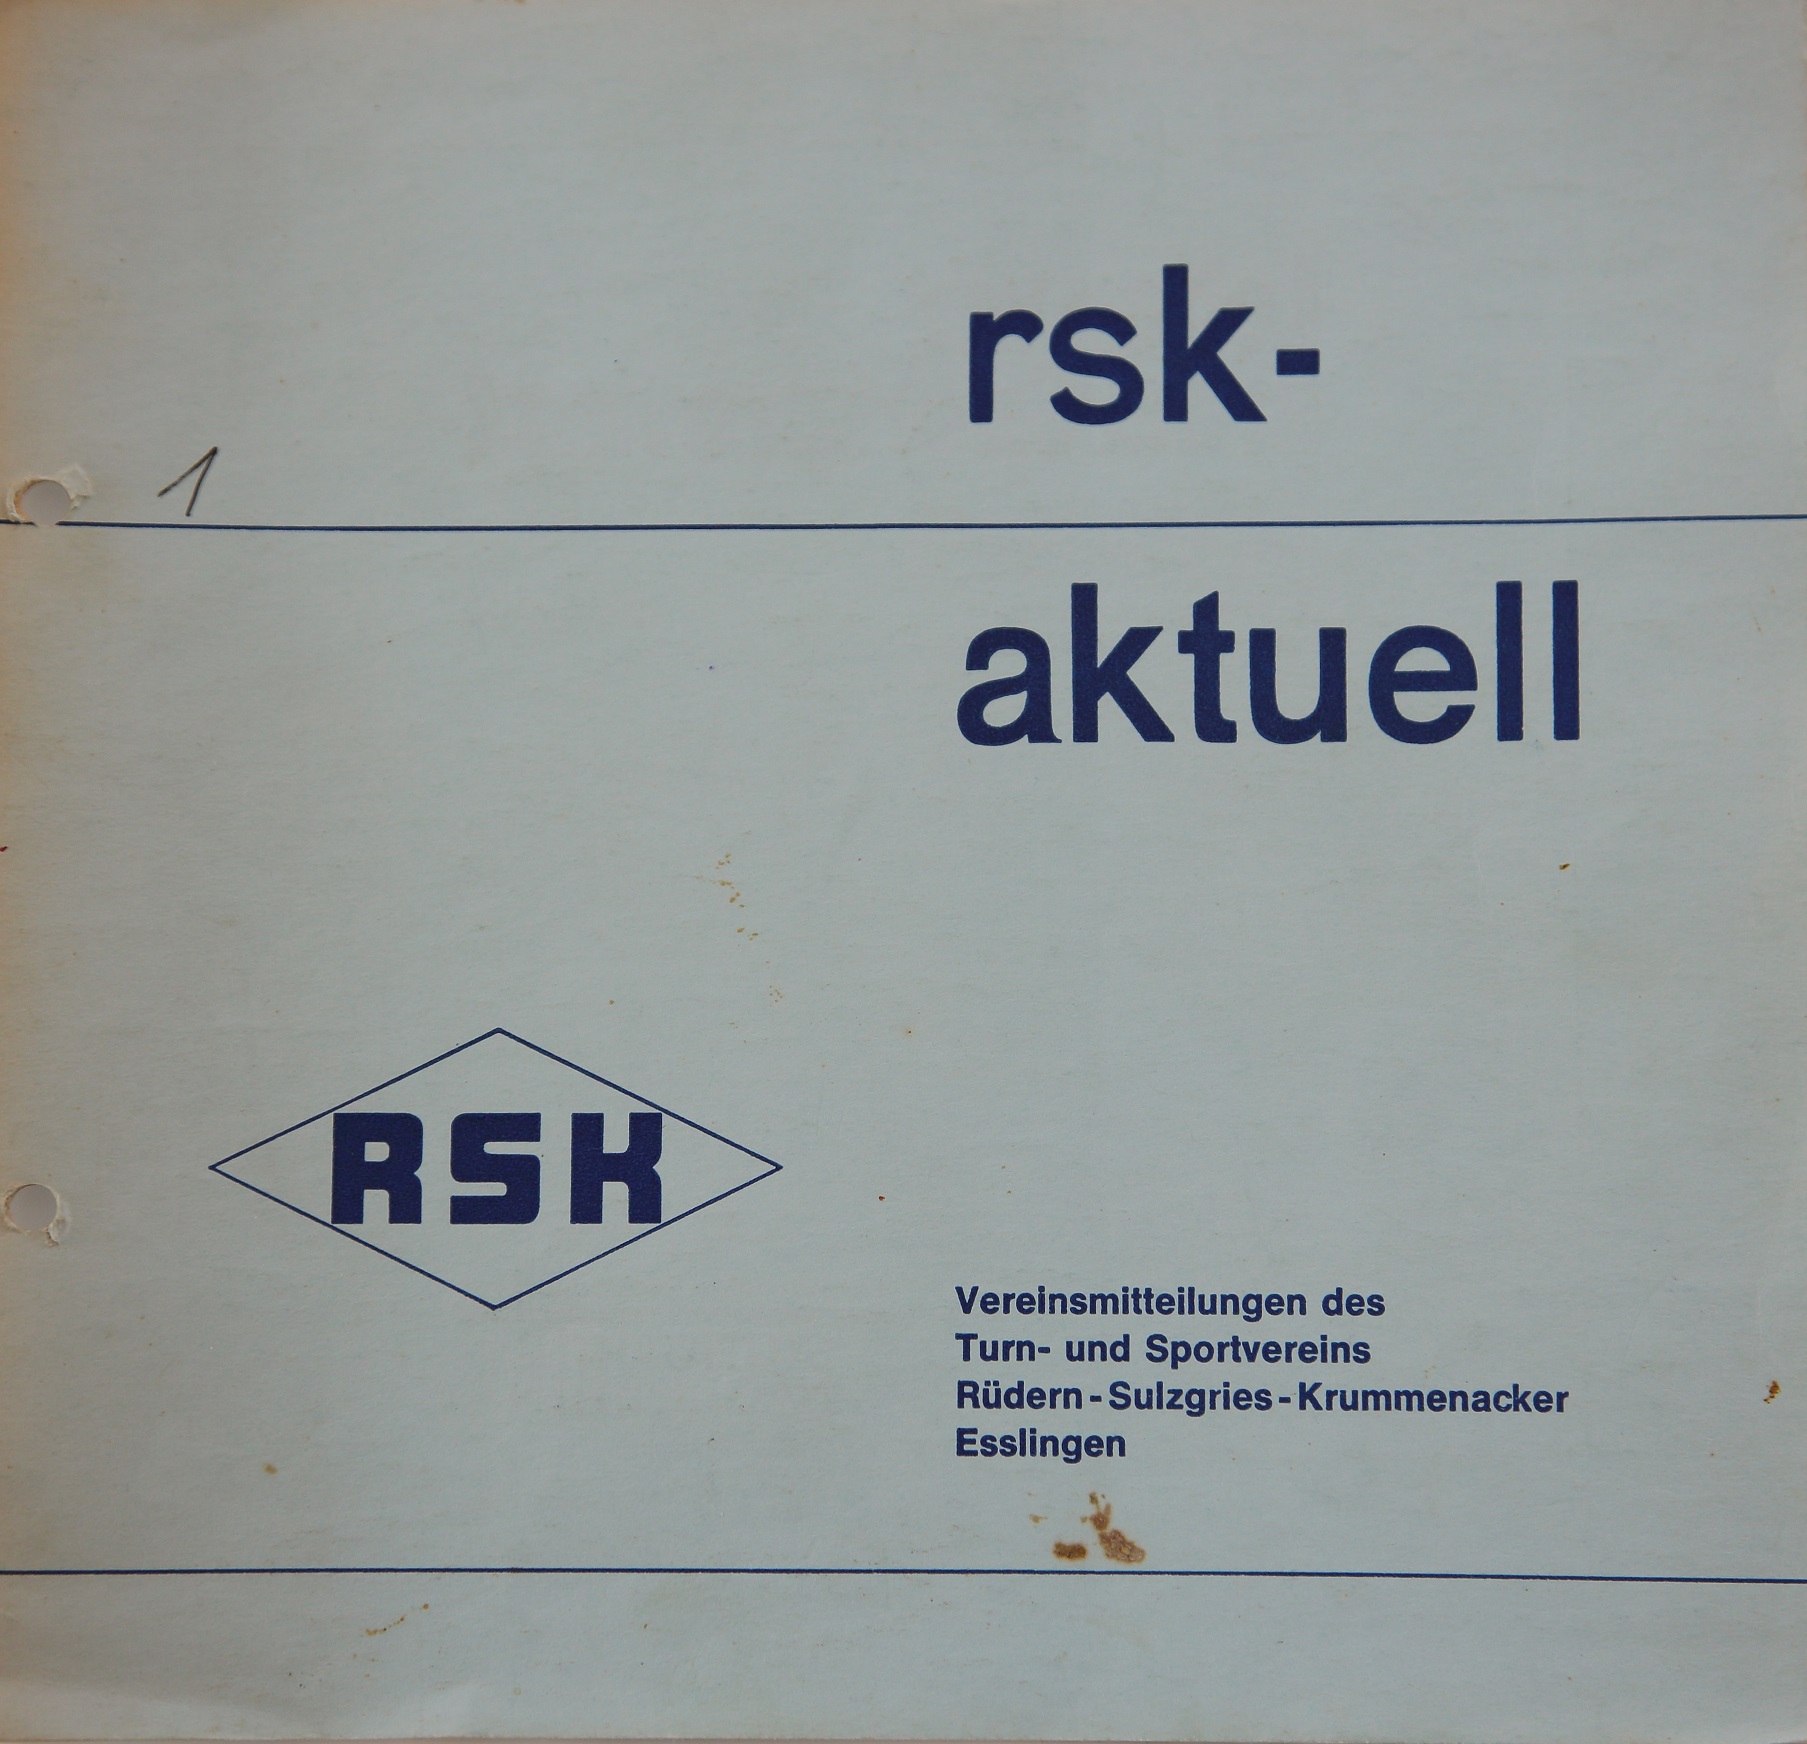 rsk-
1
aktuell
RSK
Vereinsmitteilungen des
Turn- und Sportvereins
Rüdern - Sulzgries - Krummenacker
Esslingen